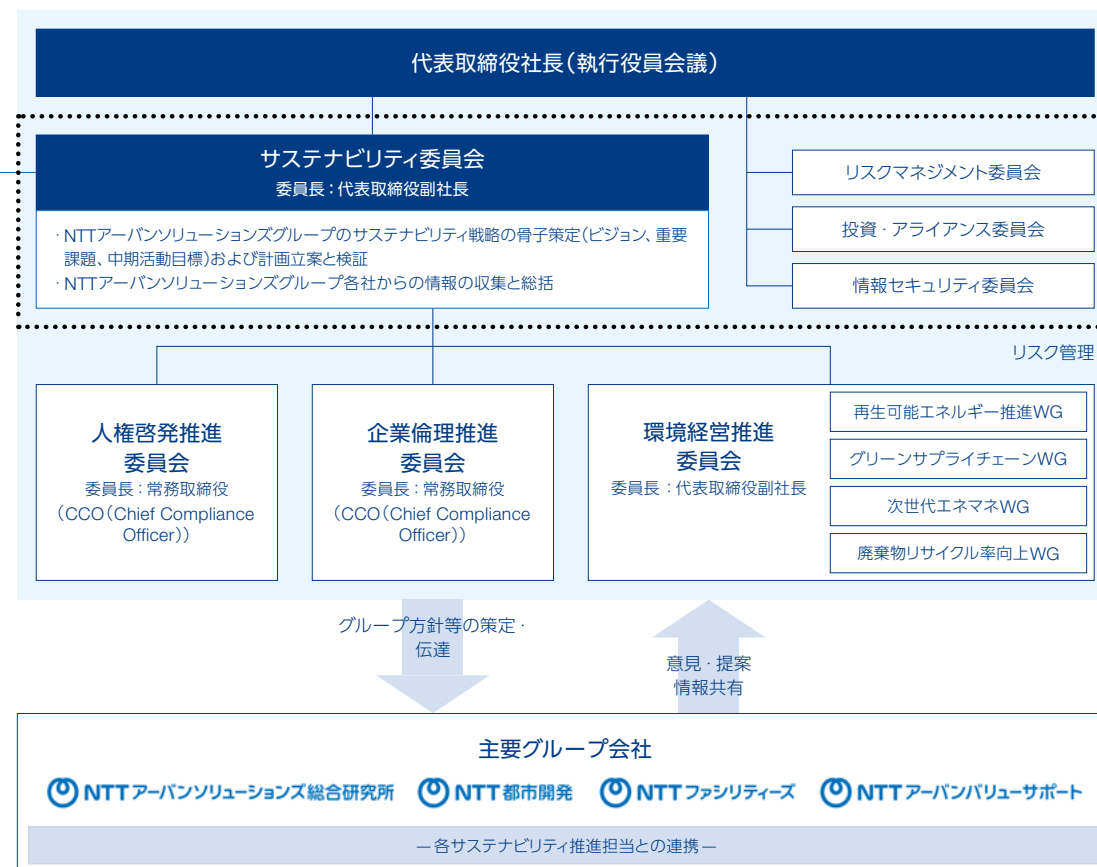 代表取締役社長（執行役員会議）
サステナビリティ委員会
委員長：代表取締役副社長
・NTTアーバンソリューションズグループのサステナビリティ戦略の骨子策定（ビジョン、重要
課題、中期活動目標）および計画立案と検証
・NTTアーバンソリューションズグループ各社からの情報の収集と総括
リスクマネジメント委員会
投資・アライアンス委員会
情報セキュリティ委員会
リスク管理
人権啓発推進
委員会
委員長：常務取締役
（CCO（Chief Compliance
Officer））
企業倫理推進
委員会
委員長：常務取締役
（CCO（Chief Compliance
Officer））
環境経営推進
委員会
委員長：代表取締役副社長
再生可能エネルギー推進WG
グリーンサプライチェーンWG
次世代エネマネWG
廃棄物リサイクル率向上WG
グループ方針等の策定・
伝達
意見・提案
情報共有
主要グループ会社
NTTアーバンソリューションズ総合研究所
NTT都市開発
NTTファシリティーズ
NTTアーバンバリューサポート
―各サステナビリティ推進担当との連携―